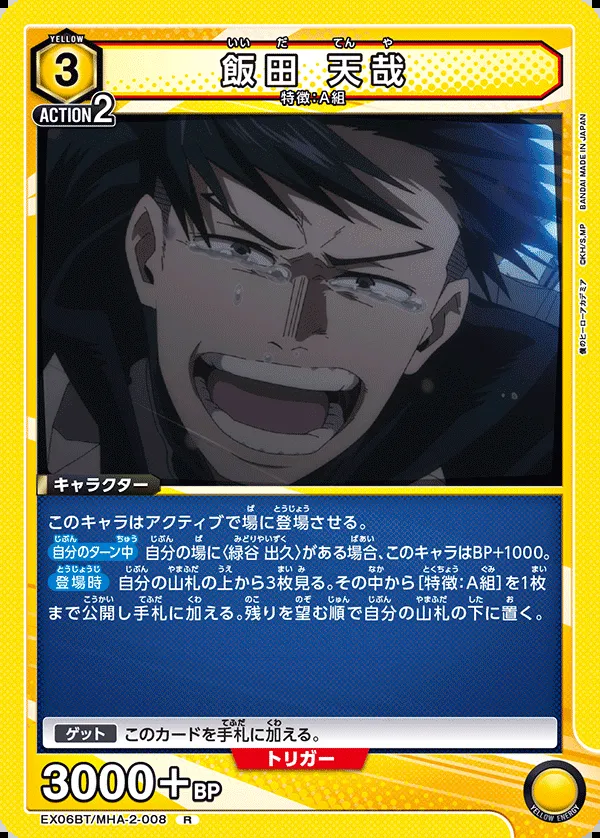 YELLOW
3
ACTION2
いいだ てんや
飯田 天哉
特徴：A組
僕のヒーローアカデミア ©KH/S,MP BANDAI MADE IN JAPAN
キャラクター
このキャラはアクティブで場に登場させる。
自分のターン中 自分の場に〈緑谷 出久〉がある場合、このキャラはBP+1000。
登場時 自分の山札の上から3枚見る。その中から[特徴：A組]を1枚
まで公開し手札に加える。残りを望む順で自分の山札の下に置く。
ゲット このカードを手札に加える。
トリガー
3000+BP
YELLOW ENERGY
EX06BT/MHA-2-008 R